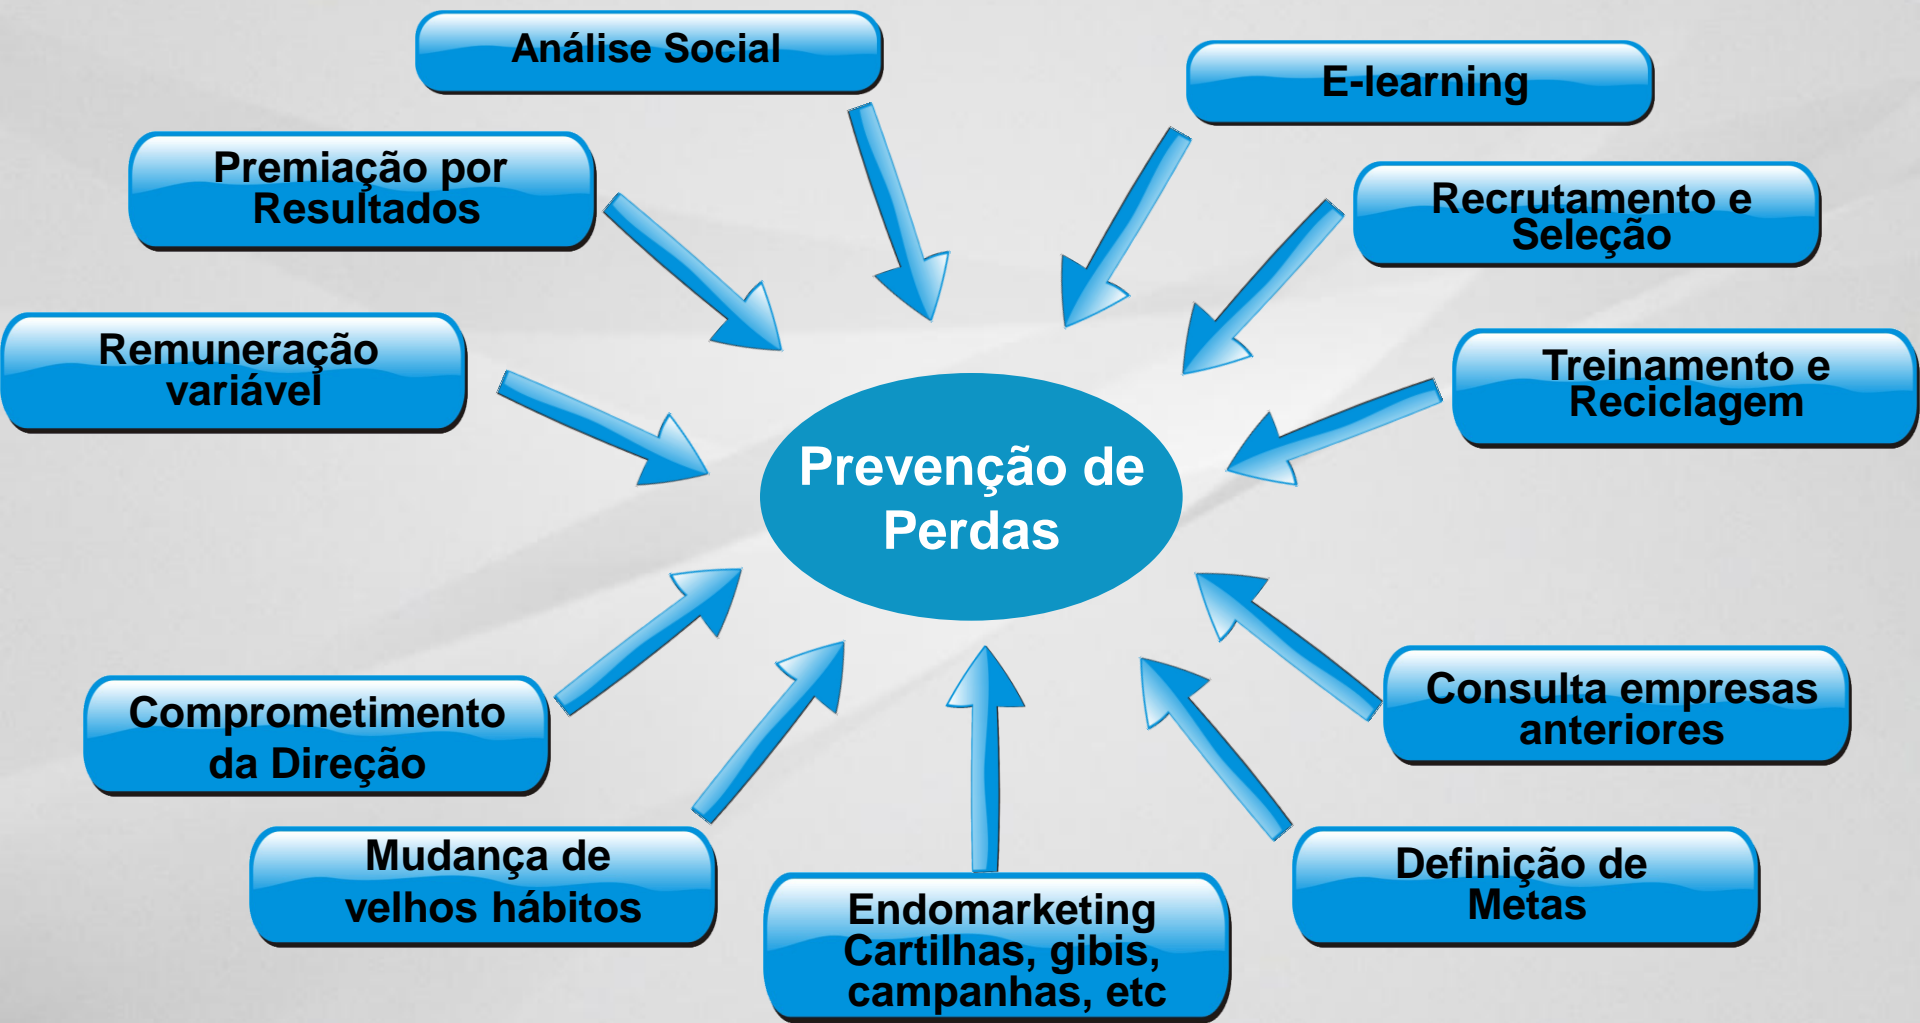 Análise Social
E-learning
Premiação por
Resultados
Recrutamento e
Seleção
Remuneração
variável
Treinamento e
Reciclagem
Prevenção de
Perdas
Comprometimento
da Direção
Consulta empresas
anteriores
Mudança de
velhos hábitos
Endomarketing
Cartilhas, gibis,
campanhas, etc
Definição de
Metas